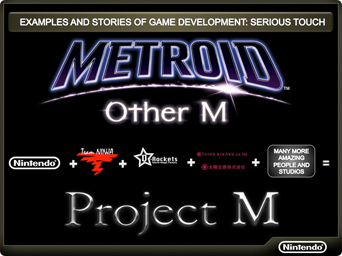 EXAMPLES AND STORIES OF GAME DEVELOPMENT: SERIOUS TOUCH
METROID
TM
Other M
Nintendo + Team NINJA + D Rockets + + MANY MORE AMAZING PEOPLE AND STUDIOS =
Project M
Nintendo